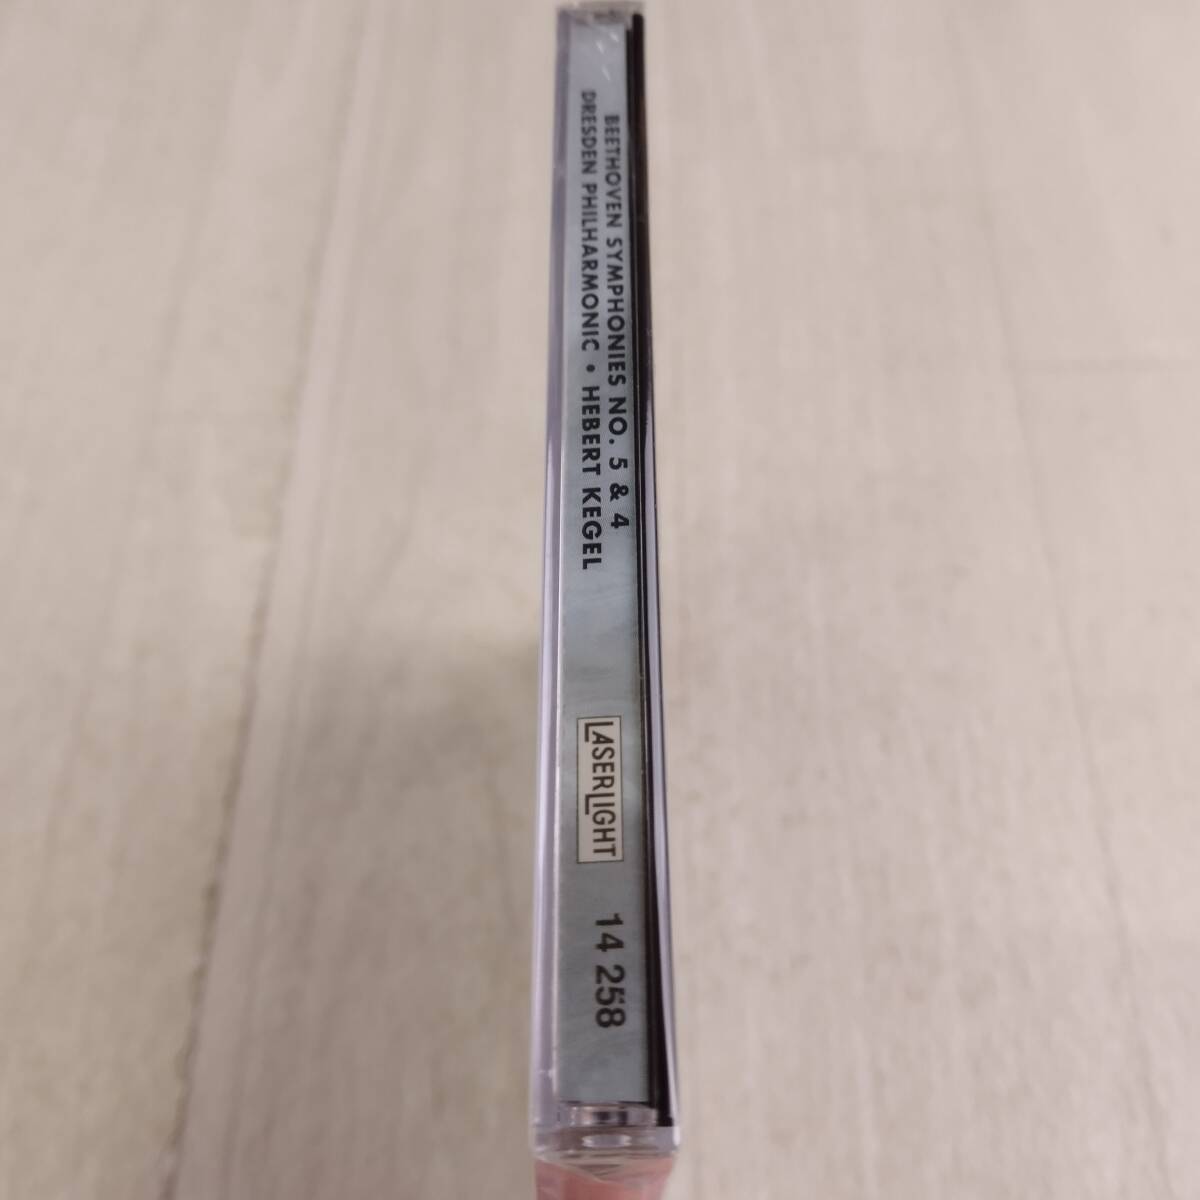 BEETHOVEN SYMPHONIES NO. 5 & 4
DRESDEN PHILHARMONIC • HEBERT KEGEL
LASERLIGHT
14 258